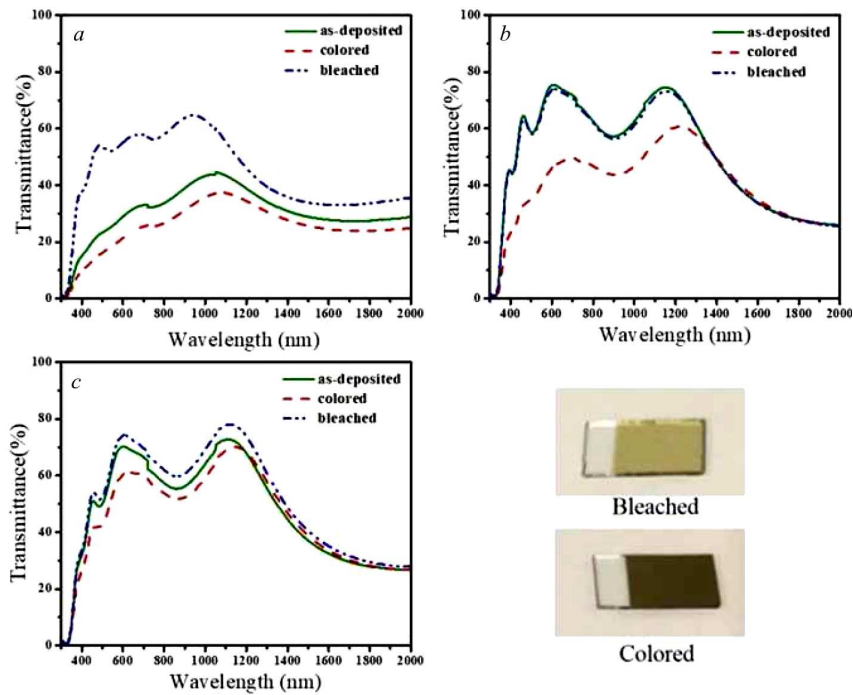 a
as-deposited
colored
bleached
Transmittance(%)
100
80
60
40
20
0
400 600 800 1000 1200 1400 1600 1800 2000
Wavelength (nm)
b
as-deposited
colored
bleached
Transmittance(%)
100
80
60
40
20
0
400 600 800 1000 1200 1400 1600 1800 2000
Wavelength (nm)
c
as-deposited
colored
bleached
Transmittance(%)
100
80
60
40
20
0
400 600 800 1000 1200 1400 1600 1800 2000
Wavelength (nm)
Bleached
Colored